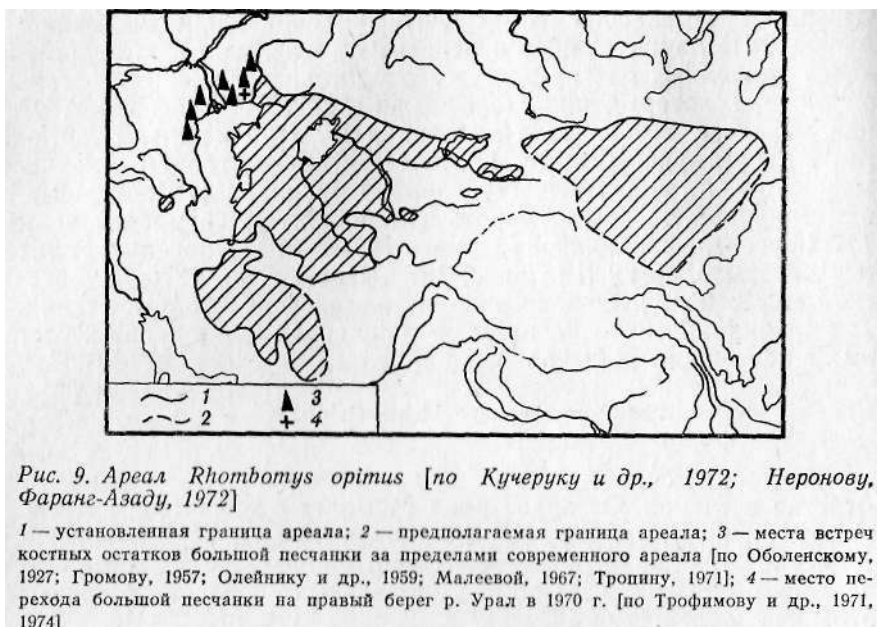 1
2
3
4
Рис. 9. Ареал Rhombomys opimus [по Кучеруку и др., 1972; Неронову,
Фаранг-Азаду, 1972]
1 — установленная граница ареала; 2 — предполагаемая граница ареала; 3 — места встреч
костных остатков большой песчанки за пределами современного ареала [по Оболенскому,
1927; Громову, 1957; Олейнику и др., 1959; Малеевой, 1967; Тропину, 1971]; 4 — место пе-
рехода большой песчанки на правый берег р. Урал в 1970 г. [по Трофимову и др., 1971,
1974]